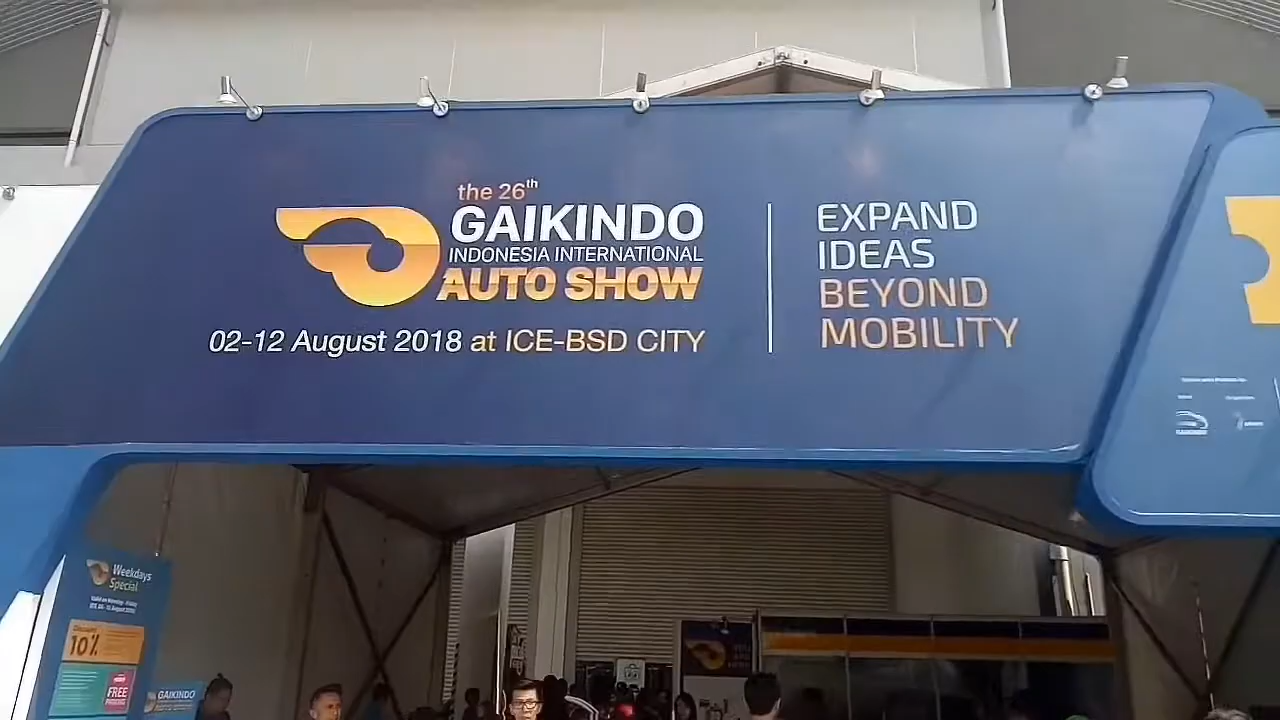 the 26th
GAIKINDO
INDONESIA INTERNATIONAL
AUTO SHOW
02-12 August 2018 at ICE-BSD CITY
EXPAND
IDEAS
BEYOND
MOBILITY
Weekdays
Special
10%
FREE
GAIKINDO